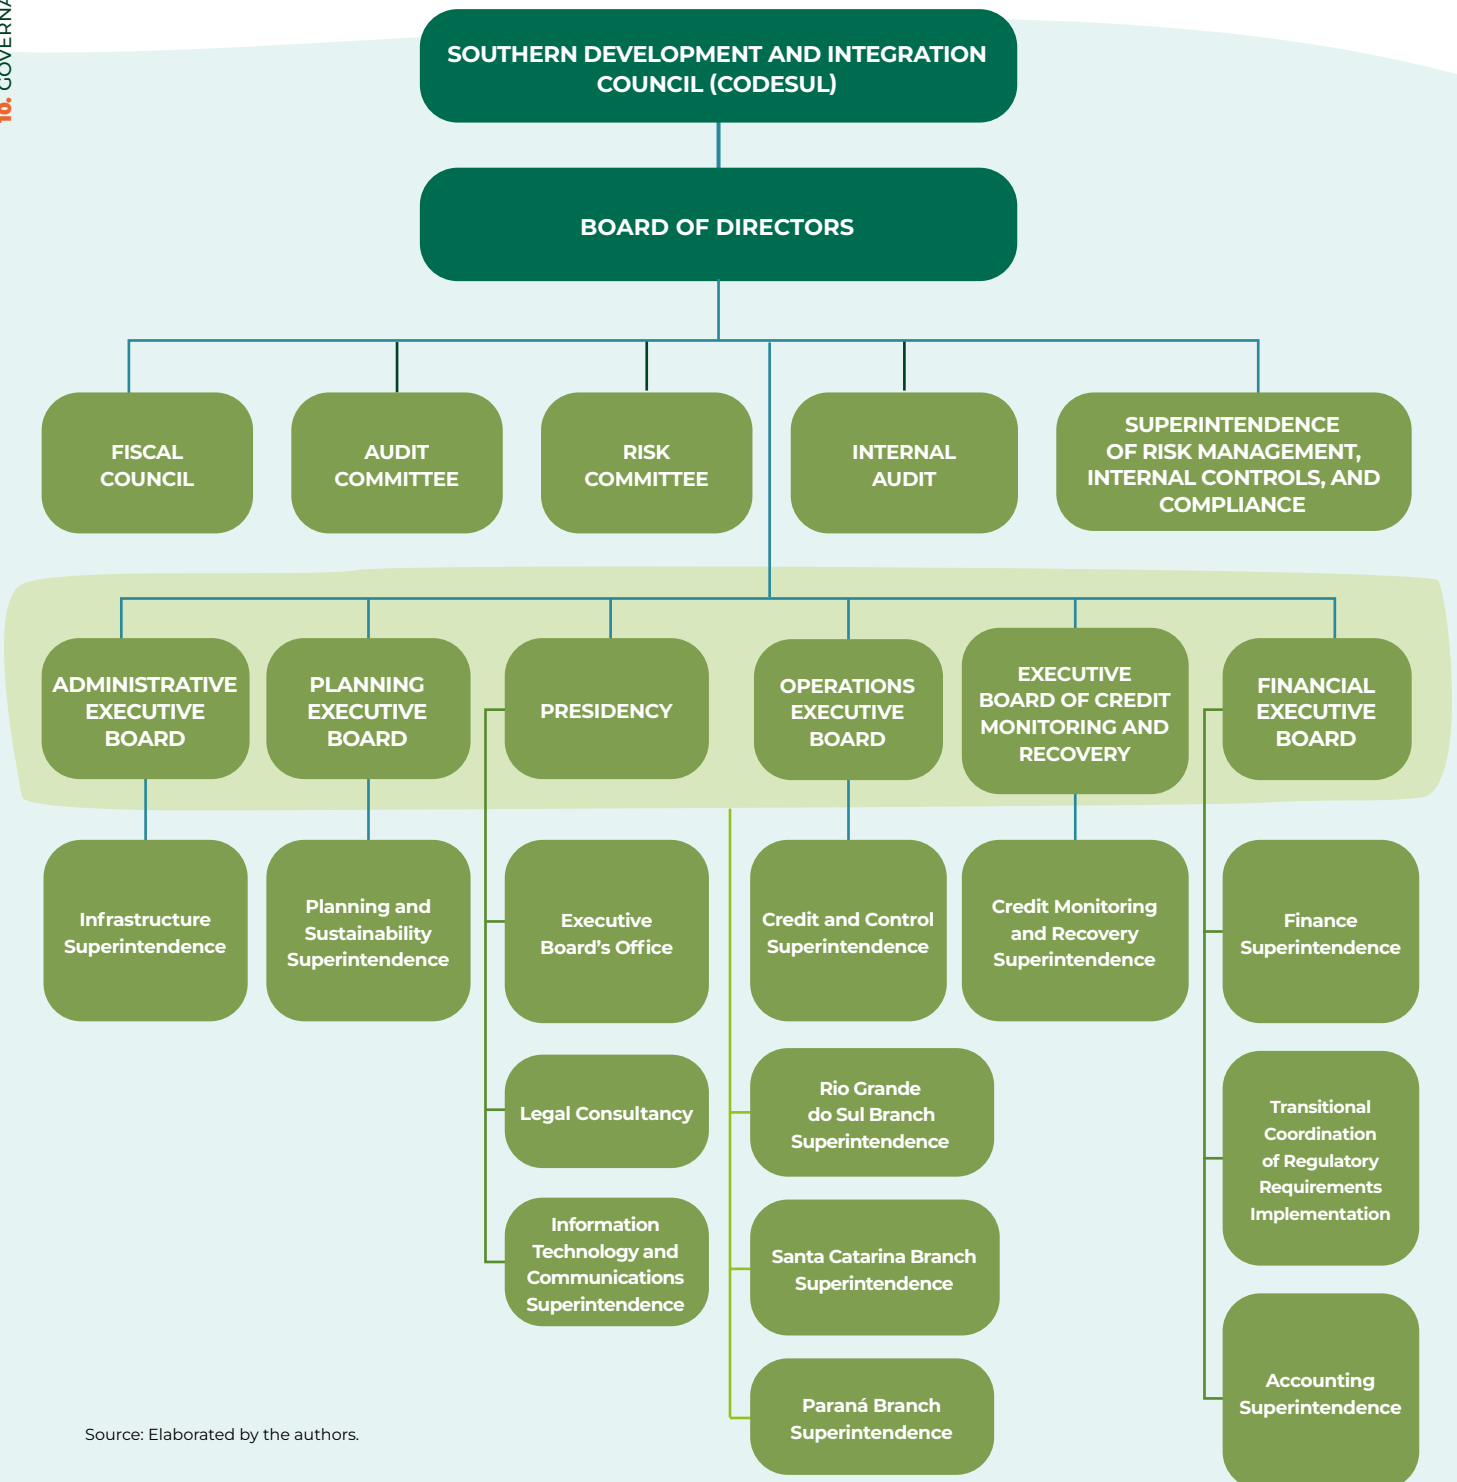 10. GOVERNA
SOUTHERN DEVELOPMENT AND INTEGRATION
COUNCIL (CODESUL)
BOARD OF DIRECTORS
FISCAL
COUNCIL
AUDIT
COMMITTEE
RISK
COMMITTEE
INTERNAL
AUDIT
SUPERINTENDENCE
OF RISK MANAGEMENT,
INTERNAL CONTROLS, AND
COMPLIANCE
ADMINISTRATIVE
EXECUTIVE
BOARD
PLANNING
EXECUTIVE
BOARD
PRESIDENCY
OPERATIONS
EXECUTIVE
BOARD
EXECUTIVE
BOARD OF CREDIT
MONITORING AND
RECOVERY
FINANCIAL
EXECUTIVE
BOARD
Infrastructure
Superintendence
Planning and
Sustainability
Superintendence
Executive
Board’s Office
Credit and Control
Superintendence
Credit Monitoring
and Recovery
Superintendence
Finance
Superintendence
Legal Consultancy
Rio Grande
do Sul Branch
Superintendence
Transitional
Coordination
of Regulatory
Requirements
Implementation
Information
Technology and
Communications
Superintendence
Santa Catarina Branch
Superintendence
Paraná Branch
Superintendence
Accounting
Superintendence
Source: Elaborated by the authors.